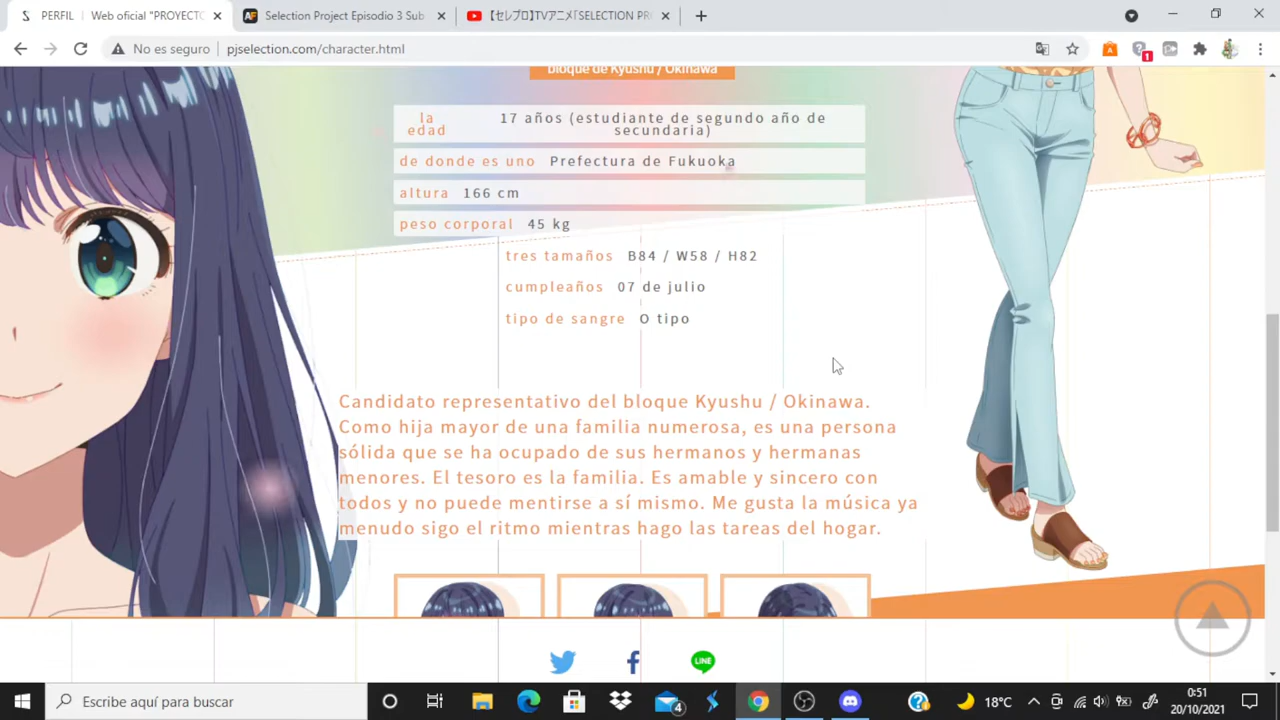 PERFIL | Web oficial "PROYECTO
Selection Project Episodio 3 Sub
【セレプロ】TVアニメ「SELECTION PR
No es seguro
pjselection.com/character.html
1
bloque de Kyushu / Okinawa
la edad 17 años (estudiante de segundo año de
secundaria)
de donde es uno Prefectura de Fukuoka
altura 166 cm
peso corporal 45 kg
tres tamaños B84 / W58 / H82
cumpleaños 07 de julio
tipo de sangre O tipo
Candidato representativo del bloque Kyushu / Okinawa.
Como hija mayor de una familia numerosa, es una persona
sólida que se ha ocupado de sus hermanos y hermanas
menores. El tesoro es la familia. Es amable y sincero con
todos y no puede mentirse a sí mismo. Me gusta la música ya
menudo sigo el ritmo mientras hago las tareas del hogar.
LINE
Escribe aquí para buscar
4
18°C
0:51
20/10/2021